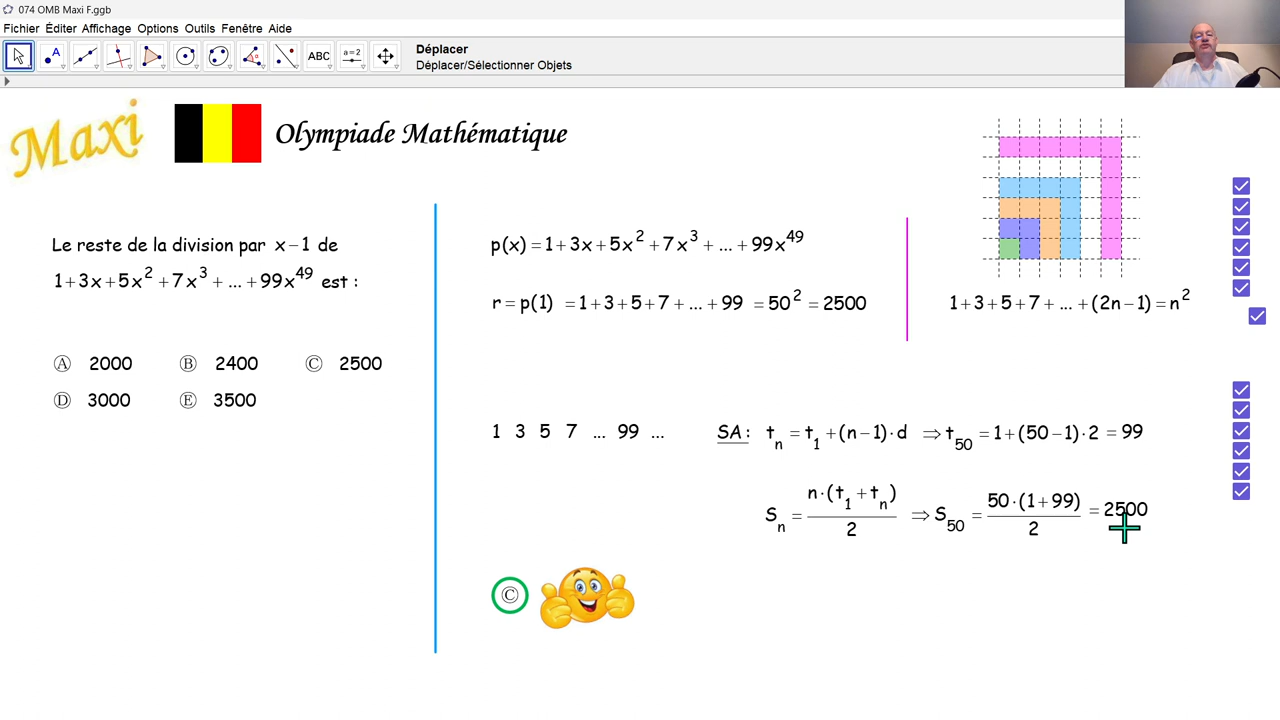 074 OMB Maxi F.ggb
Fichier Éditer Affichage Options Outils Fenêtre Aide
A ABC a=2
Déplacer
Déplacer/Sélectionner Objets
Maxi
Olympiade Mathématique
Le reste de la division par x-1 de
1+3x+5x²+7x³+...+99x⁴⁹ est :
Ⓐ 2000 Ⓑ 2400 Ⓒ 2500
Ⓓ 3000 Ⓔ 3500
p(x)=1+3x+5x²+7x³+...+99x⁴⁹
r=p(1) =1+3+5+7+...+99 =50² =2500
1+3+5+7+...+(2n-1)=n²
1 3 5 7 ... 99 ...
SA: tₙ=t₁+(n-1)·d ⇒t₅₀=1+(50-1)·2 =99
Sₙ=n·(t₁+tₙ)/2 ⇒S₅₀=50·(1+99)/2 =2500
Ⓒ